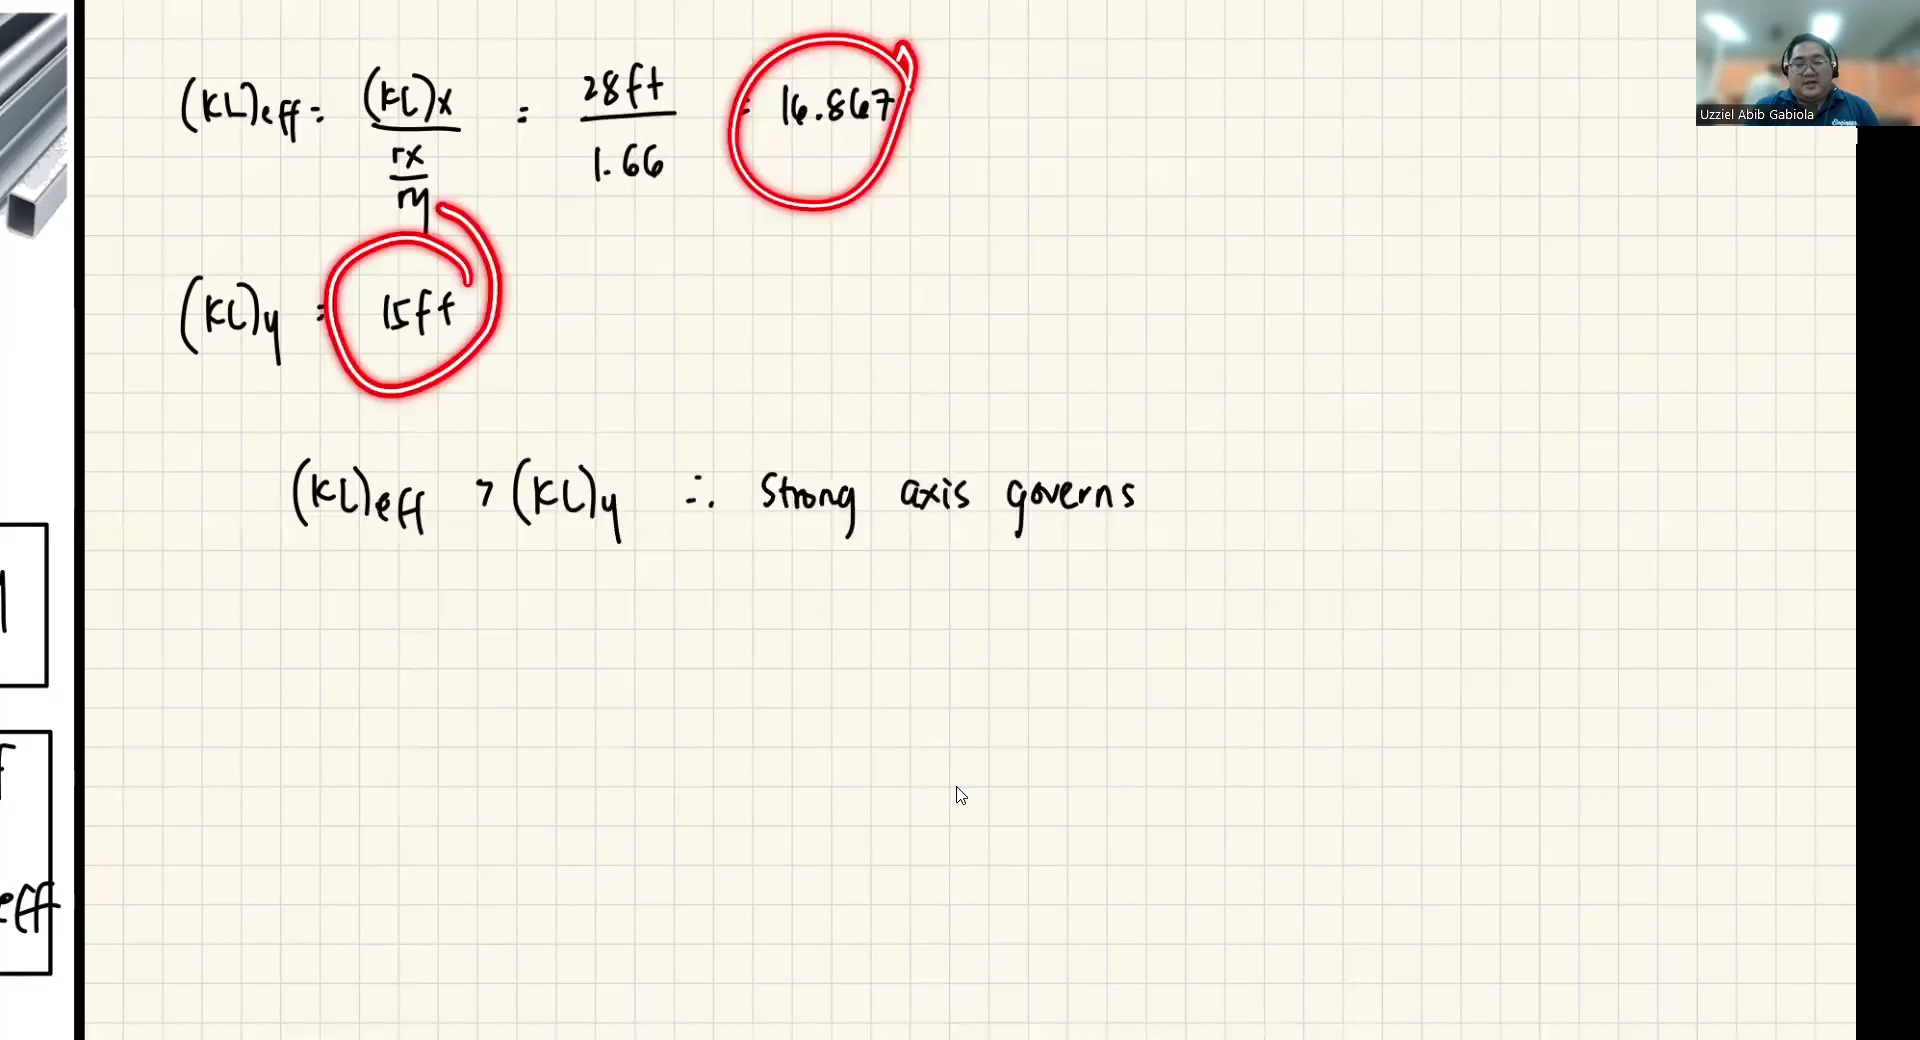 (KL)eff = (KL)x / (rx / ry) = 28ft / 1.66 = 16.867
(KL)y = 15ft
(KL)eff > (KL)y ∴ Strong axis governs
eff
Uzziel Abib Gabiola